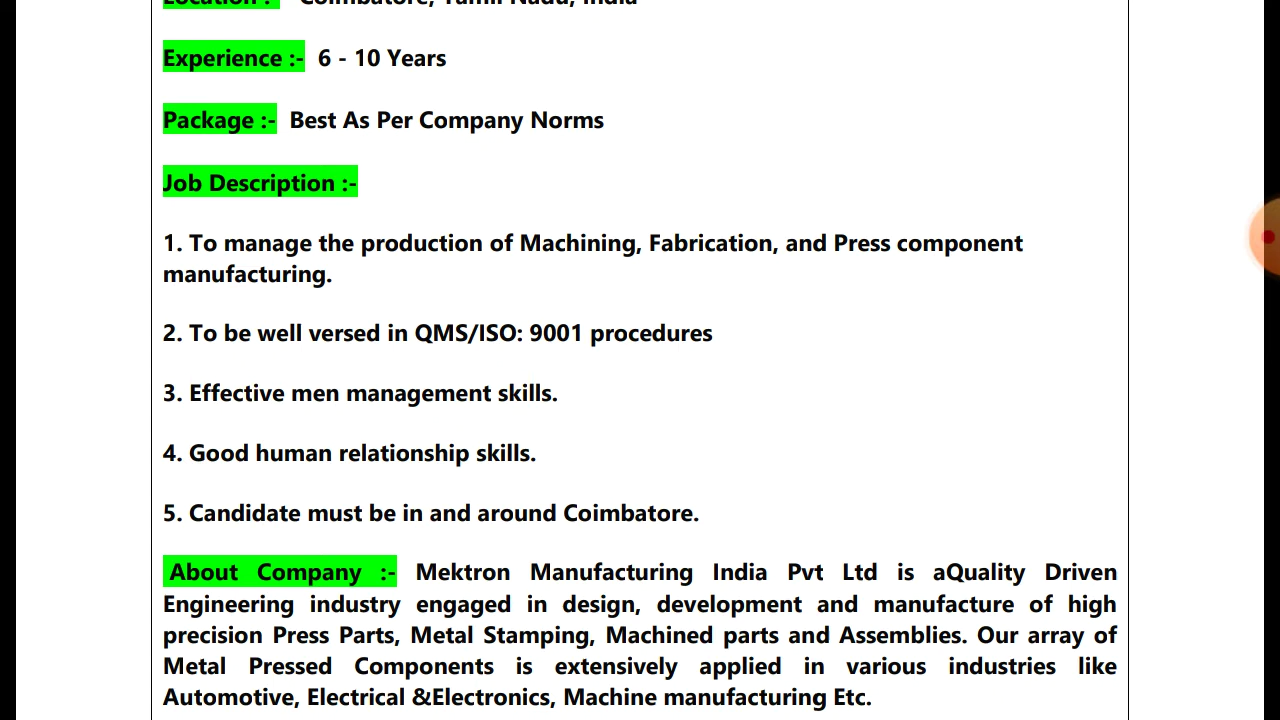 Location :- Coimbatore, Tamil Nadu, India
Experience :- 6 - 10 Years
Package :- Best As Per Company Norms
Job Description :-
1. To manage the production of Machining, Fabrication, and Press component
manufacturing.
2. To be well versed in QMS/ISO: 9001 procedures
3. Effective men management skills.
4. Good human relationship skills.
5. Candidate must be in and around Coimbatore.
About Company :- Mektron Manufacturing India Pvt Ltd is aQuality Driven
Engineering industry engaged in design, development and manufacture of high
precision Press Parts, Metal Stamping, Machined parts and Assemblies. Our array of
Metal Pressed Components is extensively applied in various industries like
Automotive, Electrical &Electronics, Machine manufacturing Etc.